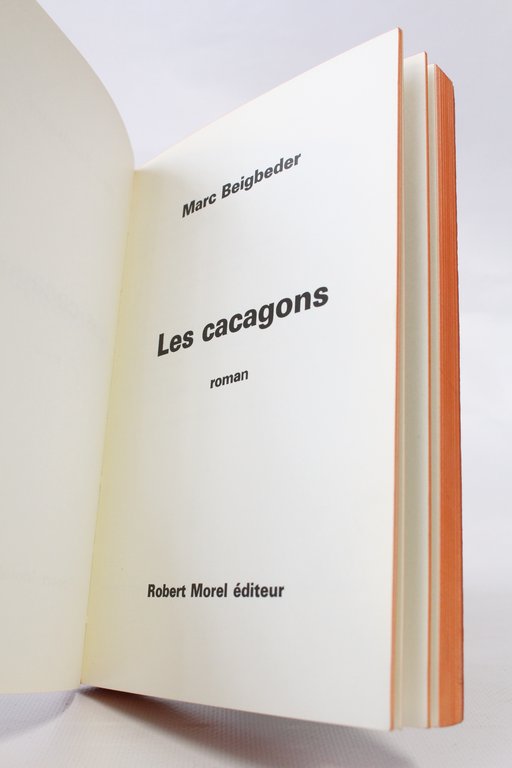 Marc Beigbeder
Les cacagons
roman
Robert Morel éditeur